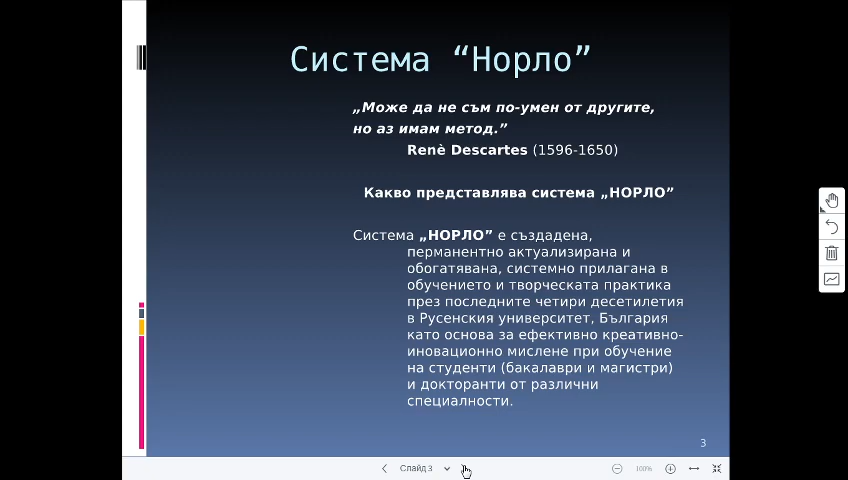 Система “Норло”
„Може да не съм по-умен от другите,
но аз имам метод.”
Renè Descartes (1596-1650)
Какво представлява система „НОРЛО”
Система „НОРЛО” е създадена,
перманентно актуализирана и
обогатявана, системно прилагана в
обучението и творческата практика
през последните четири десетилетия
в Русенския университет, България
като основа за ефективно креативно-
иновационно мислене при обучение
на студенти (бакалаври и магистри)
и докторанти от различни
специалности.
3
Слайд 3
100%